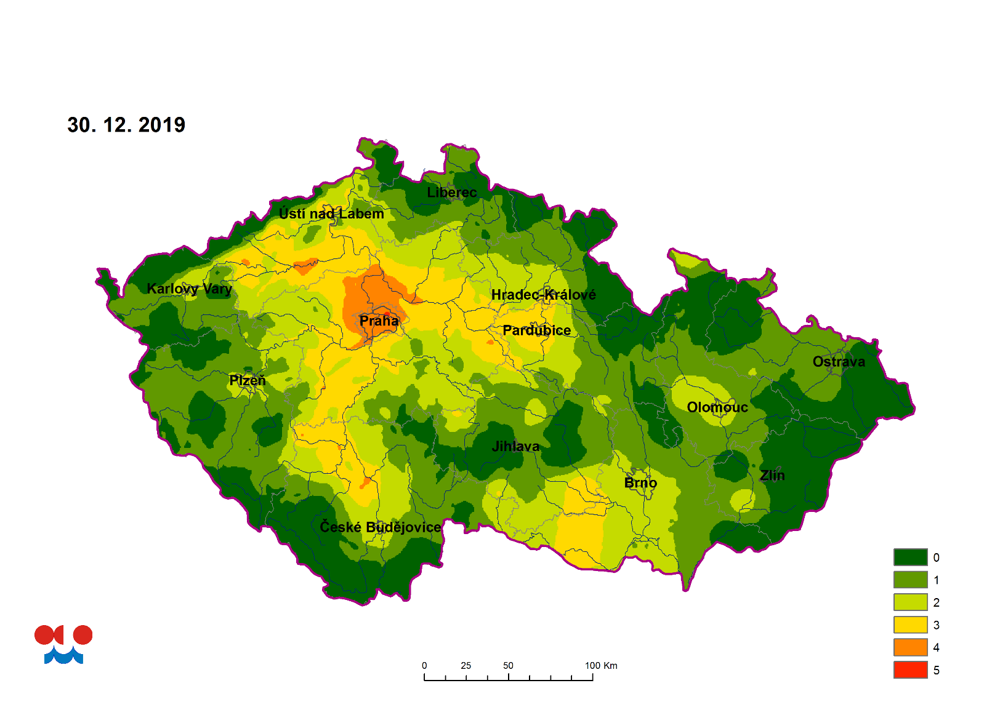 30. 12. 2019
Liberec
Ústí nad Labem
Karlovy Vary
Hradec-Králové
Praha
Pardubice
Ostrava
Plzeň
Olomouc
Jihlava
Zlín
Brno
České Budějovice
0
1
2
3
4
5
0 25 50 100 Km